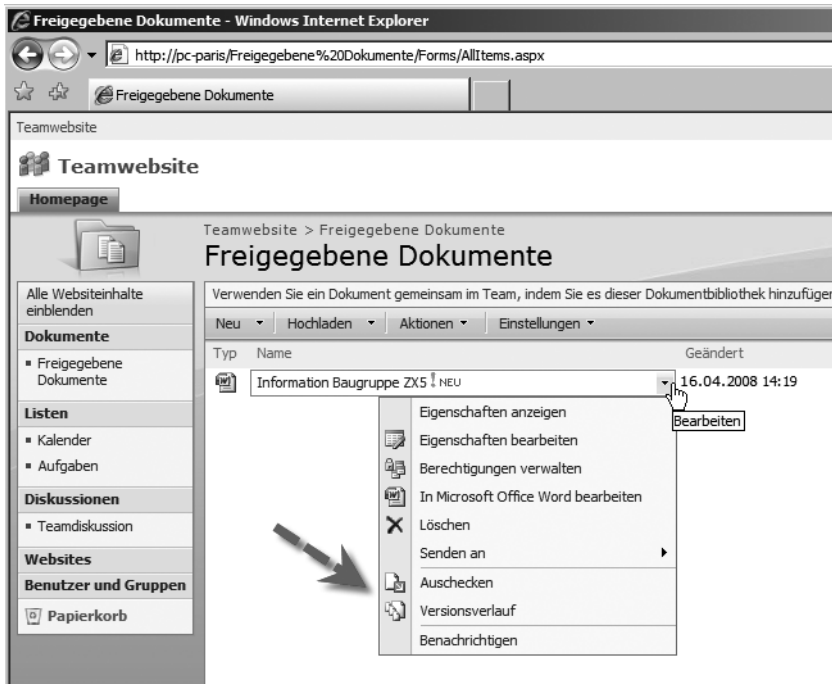 Freigegebene Dokumente - Windows Internet Explorer
http://pc-paris/Freigegebene%20Dokumente/Forms/AllItems.aspx
Freigegebene Dokumente
Teamwebsite
Teamwebsite
Homepage
Teamwebsite > Freigegebene Dokumente
Freigegebene Dokumente
Alle Websiteinhalte
einblenden
Dokumente
Freigegebene
Dokumente
Listen
Kalender
Aufgaben
Diskussionen
Teamdiskussion
Websites
Benutzer und Gruppen
Papierkorb
Verwenden Sie ein Dokument gemeinsam im Team, indem Sie es dieser Dokumentbibliothek hinzufügen
Neu Hochladen Aktionen Einstellungen
Typ Name Geändert
Information Baugruppe ZX5 ! NEU 16.04.2008 14:19
Bearbeiten
Eigenschaften anzeigen
Eigenschaften bearbeiten
Berechtigungen verwalten
In Microsoft Office Word bearbeiten
Löschen
Senden an
Auschecken
Versionsverlauf
Benachrichtigen